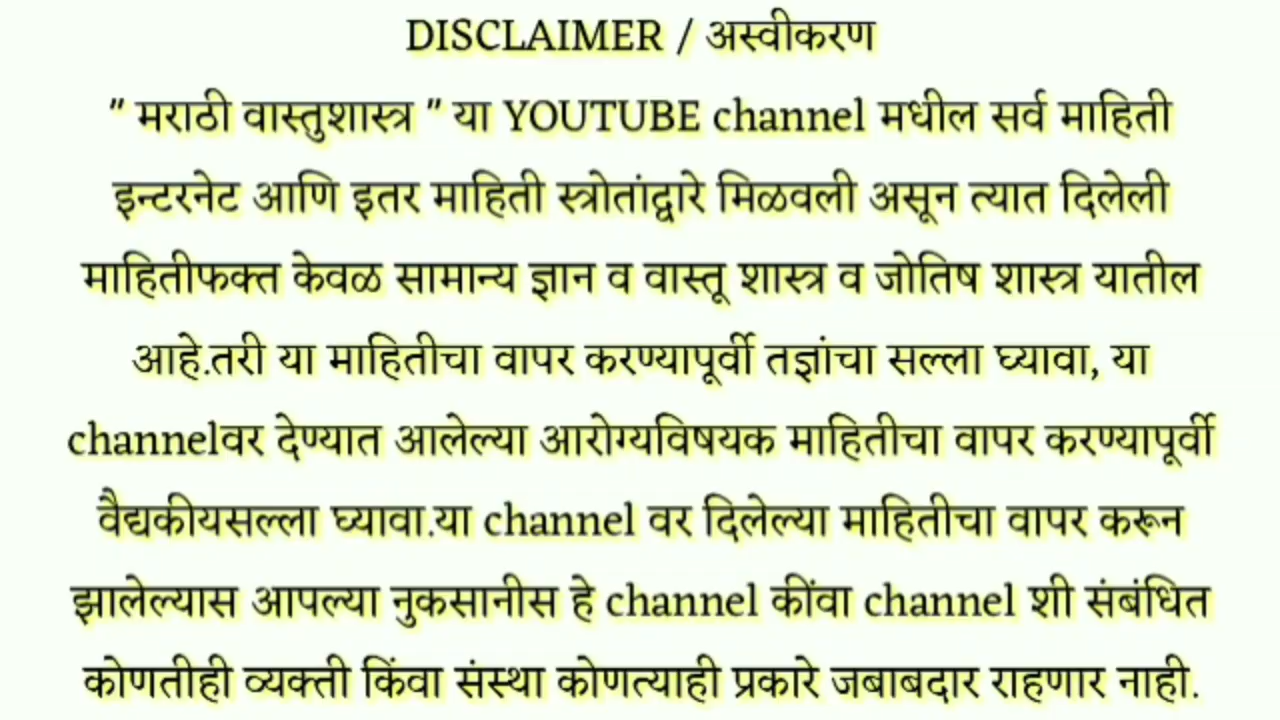 DISCLAIMER / अस्वीकरण
" मराठी वास्तुशास्त्र " या YOUTUBE channel मधील सर्व माहिती
इन्टरनेट आणि इतर माहिती स्त्रोतांद्वारे मिळवली असून त्यात दिलेली
माहितीफक्त केवळ सामान्य ज्ञान व वास्तू शास्त्र व जोतिष शास्त्र यातील
आहे.तरी या माहितीचा वापर करण्यापूर्वी तज्ञांचा सल्ला घ्यावा, या
channelवर देण्यात आलेल्या आरोग्यविषयक माहितीचा वापर करण्यापूर्वी
वैद्यकीयसल्ला घ्यावा.या channel वर दिलेल्या माहितीचा वापर करून
झालेल्यास आपल्या नुकसानीस हे channel कींवा channel शी संबंधित
कोणतीही व्यक्ती किंवा संस्था कोणत्याही प्रकारे जबाबदार राहणार नाही.